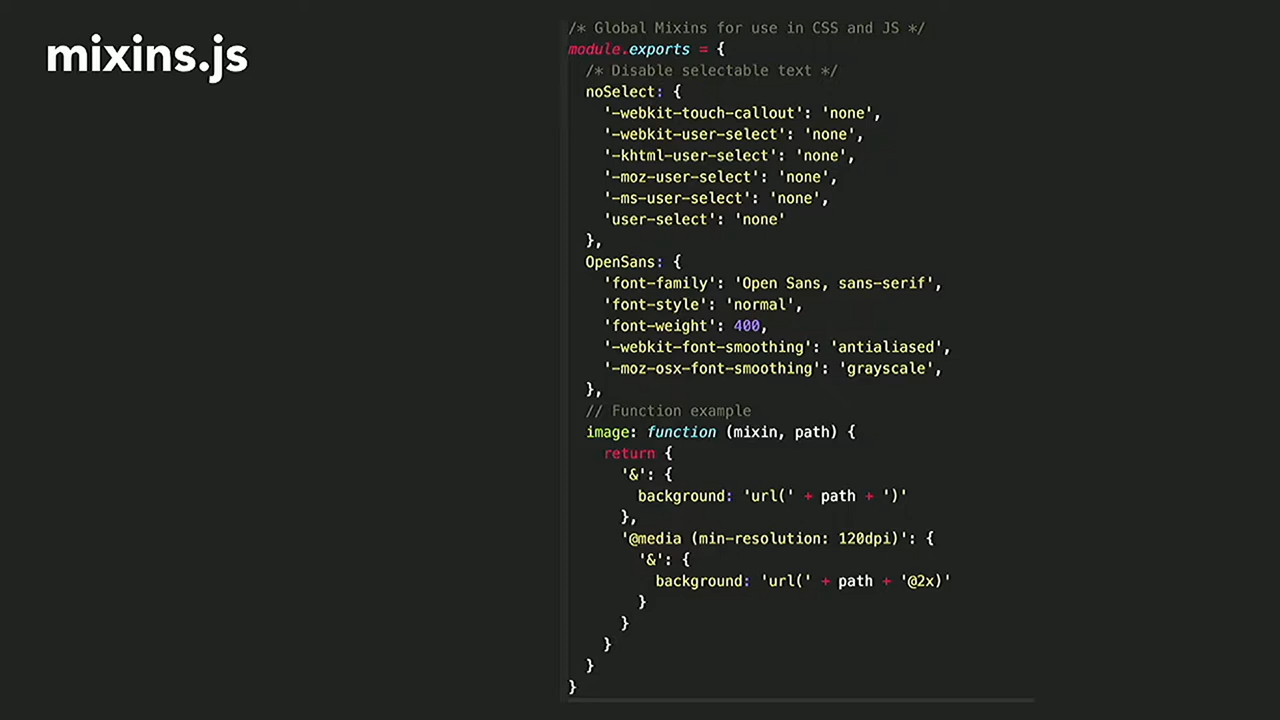 mixins.js
/* Global Mixins for use in CSS and JS */
module.exports = {
/* Disable selectable text */
noSelect: {
'-webkit-touch-callout': 'none',
'-webkit-user-select': 'none',
'-khtml-user-select': 'none',
'-moz-user-select': 'none',
'-ms-user-select': 'none',
'user-select': 'none'
},
OpenSans: {
'font-family': 'Open Sans, sans-serif',
'font-style': 'normal',
'font-weight': 400,
'-webkit-font-smoothing': 'antialiased',
'-moz-osx-font-smoothing': 'grayscale',
},
// Function example
image: function (mixin, path) {
return {
'&': {
background: 'url(' + path + ')'
},
'@media (min-resolution: 120dpi)': {
'&': {
background: 'url(' + path + '@2x)'
}
}
}
}
}